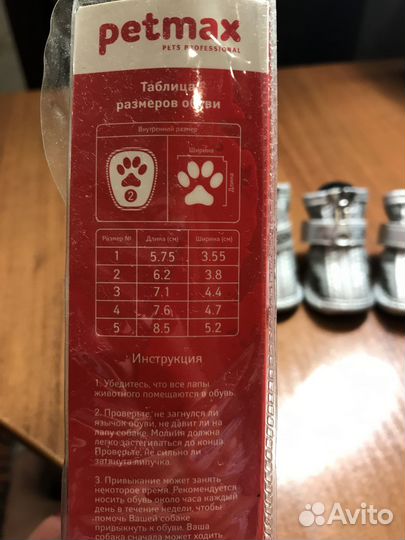 petmax
PETS PROFESSIONAL
Таблица
размеров обуви
Внутренний размер
Ширина
Длина
2
Размер № Длина (см) Ширина (см)
1 5.75 3.55
2 6.2 3.8
3 7.1 4.4
4 7.6 4.7
5 8.5 5.2
Инструкция
1. Убедитесь, что все лапы
животного помещаются в обувь.
2. Проверьте, не загнулся ли
язычок обуви, не давит ли на
лапу собаке. Молния должна
легко застегиваться до конца.
Проверьте, не сильно ли
затянута липучка.
3. Привыкание может занять
некоторое время. Рекомендуется
носить обувь около часа каждый
день в течение недели, чтобы
помочь Вашей собаке
привыкнуть к обуви. Ваша
собака сначала может ходить
Avito